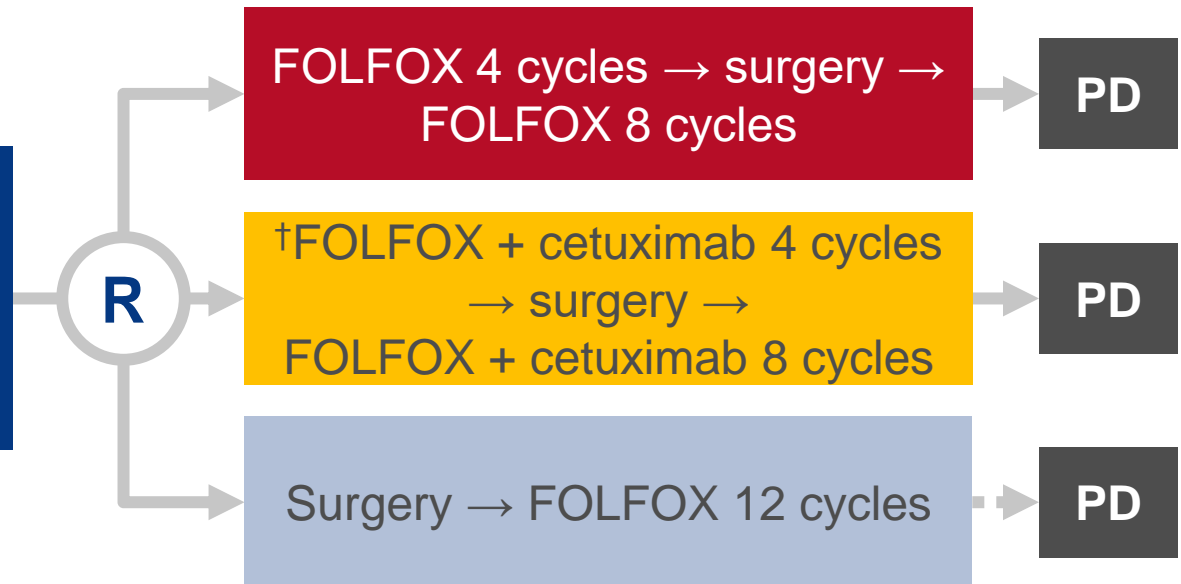 FOLFOX 4 cycles → surgery →
FOLFOX 8 cycles
PD
R
†FOLFOX + cetuximab 4 cycles
→ surgery →
FOLFOX + cetuximab 8 cycles
PD
Surgery → FOLFOX 12 cycles
PD